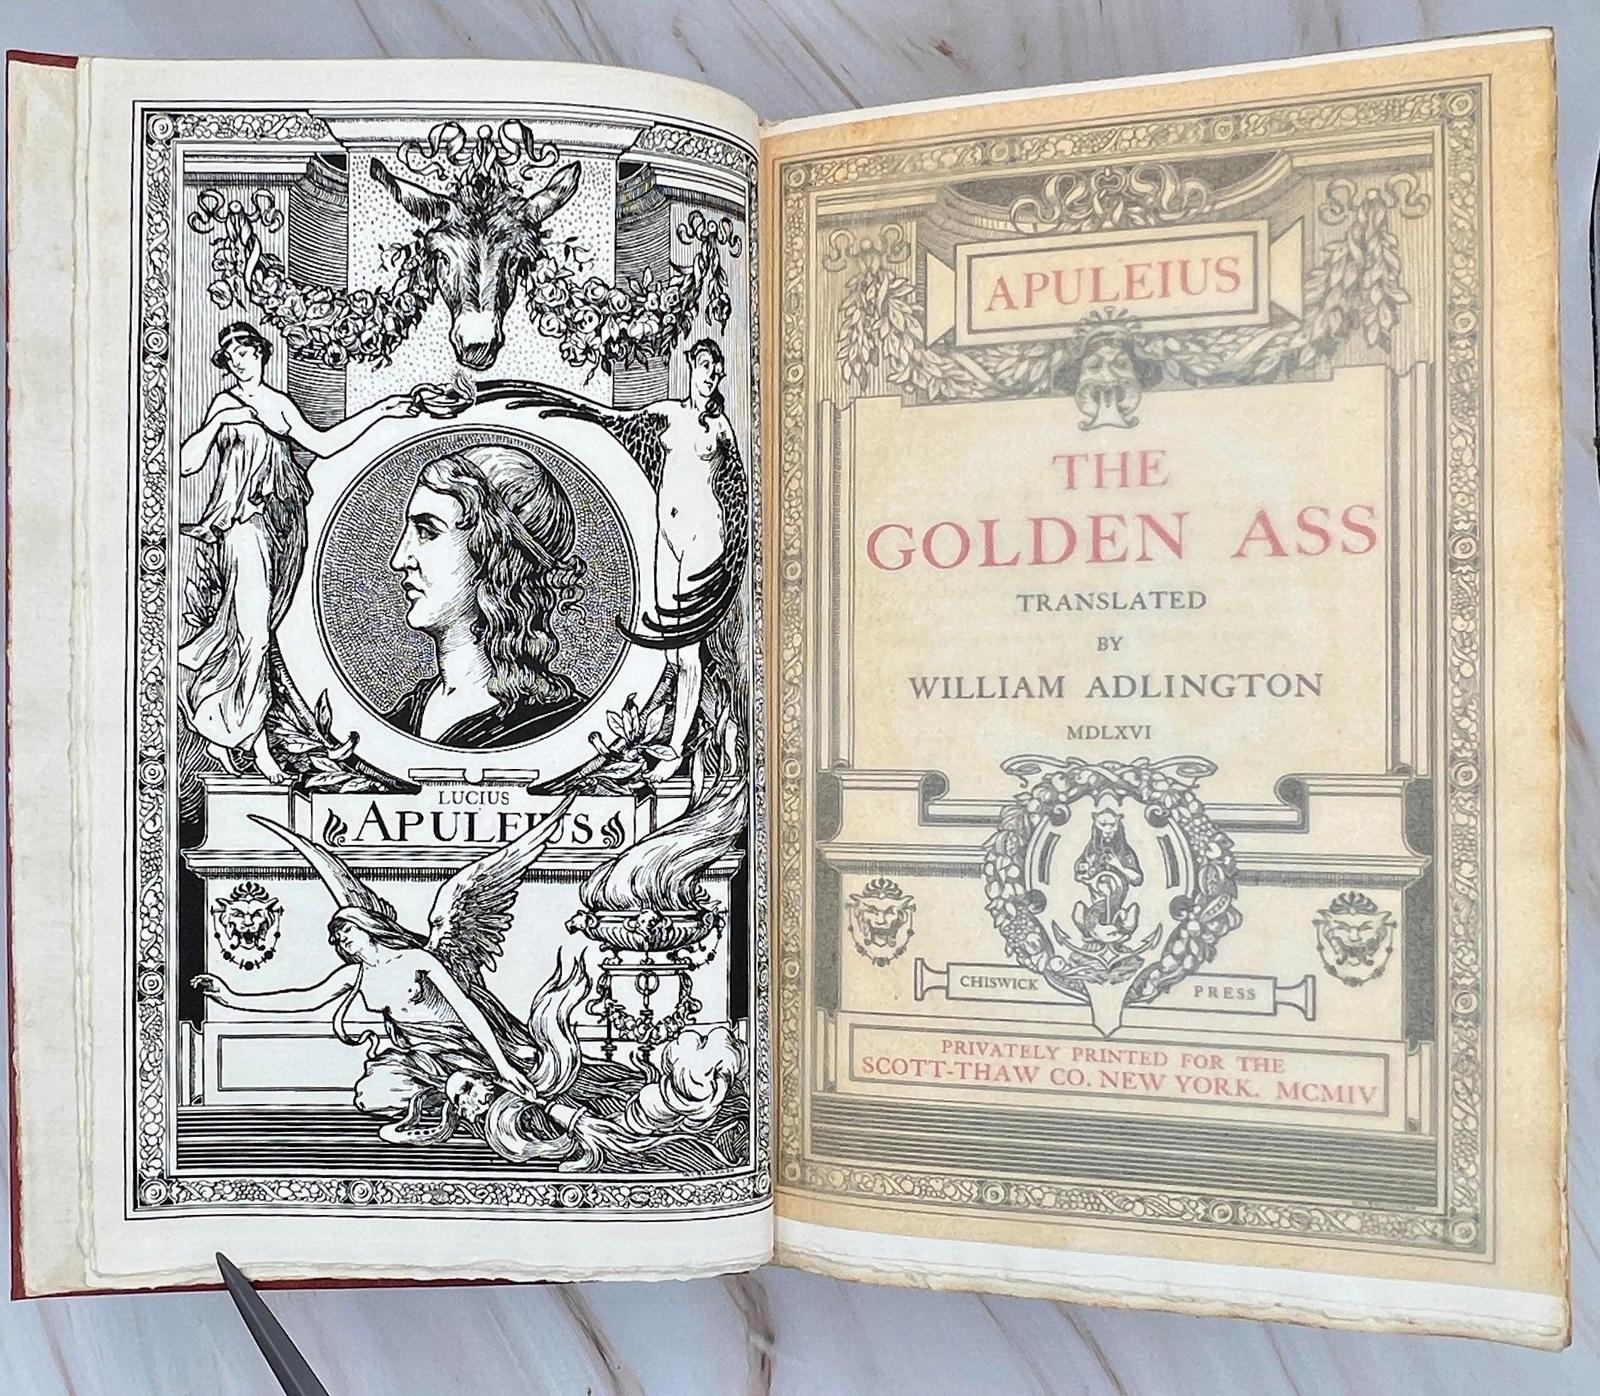 LUCIUS
APULEIUS
APULEIUS
THE
GOLDEN ASS
TRANSLATED
BY
WILLIAM ADLINGTON
MDLXVI
CHISWICK PRESS
PRIVATELY PRINTED FOR THE
SCOTT-THAW CO. NEW YORK. MCMIV